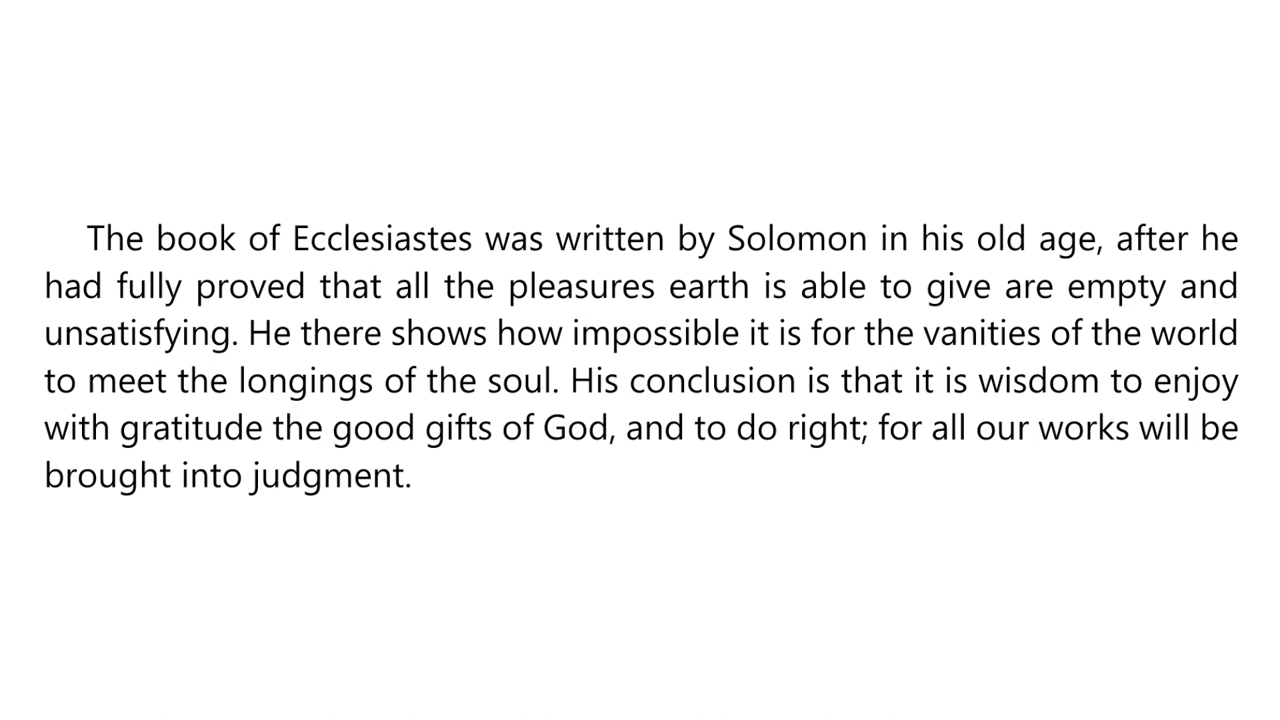 The book of Ecclesiastes was written by Solomon in his old age, after he
had fully proved that all the pleasures earth is able to give are empty and
unsatisfying. He there shows how impossible it is for the vanities of the world
to meet the longings of the soul. His conclusion is that it is wisdom to enjoy
with gratitude the good gifts of God, and to do right; for all our works will be
brought into judgment.